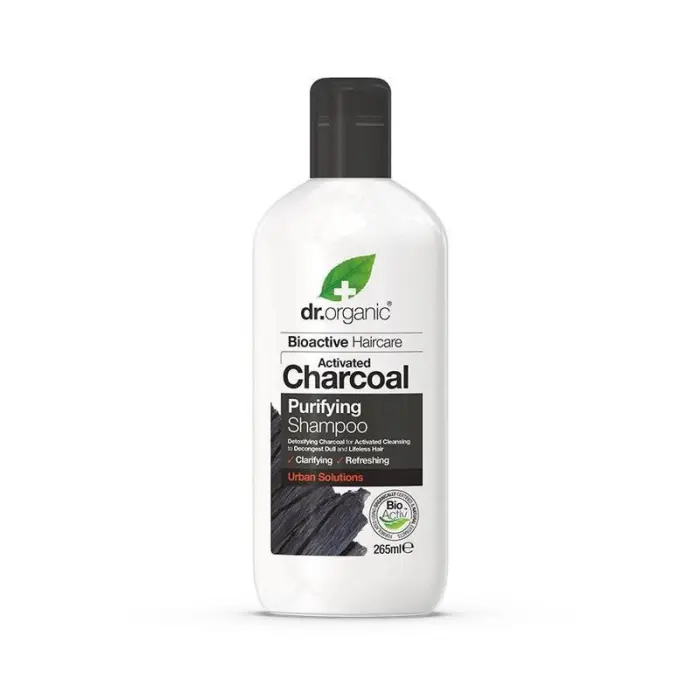 dr.organic®
Bioactive Haircare
Activated
Charcoal
Purifying
Shampoo
Detoxifying Charcoal for Activated Cleansing
to Decongest Dull and Lifeless Hair
✓ Clarifying ✓ Refreshing
Urban Solutions
Bio
Activ
265ml℮